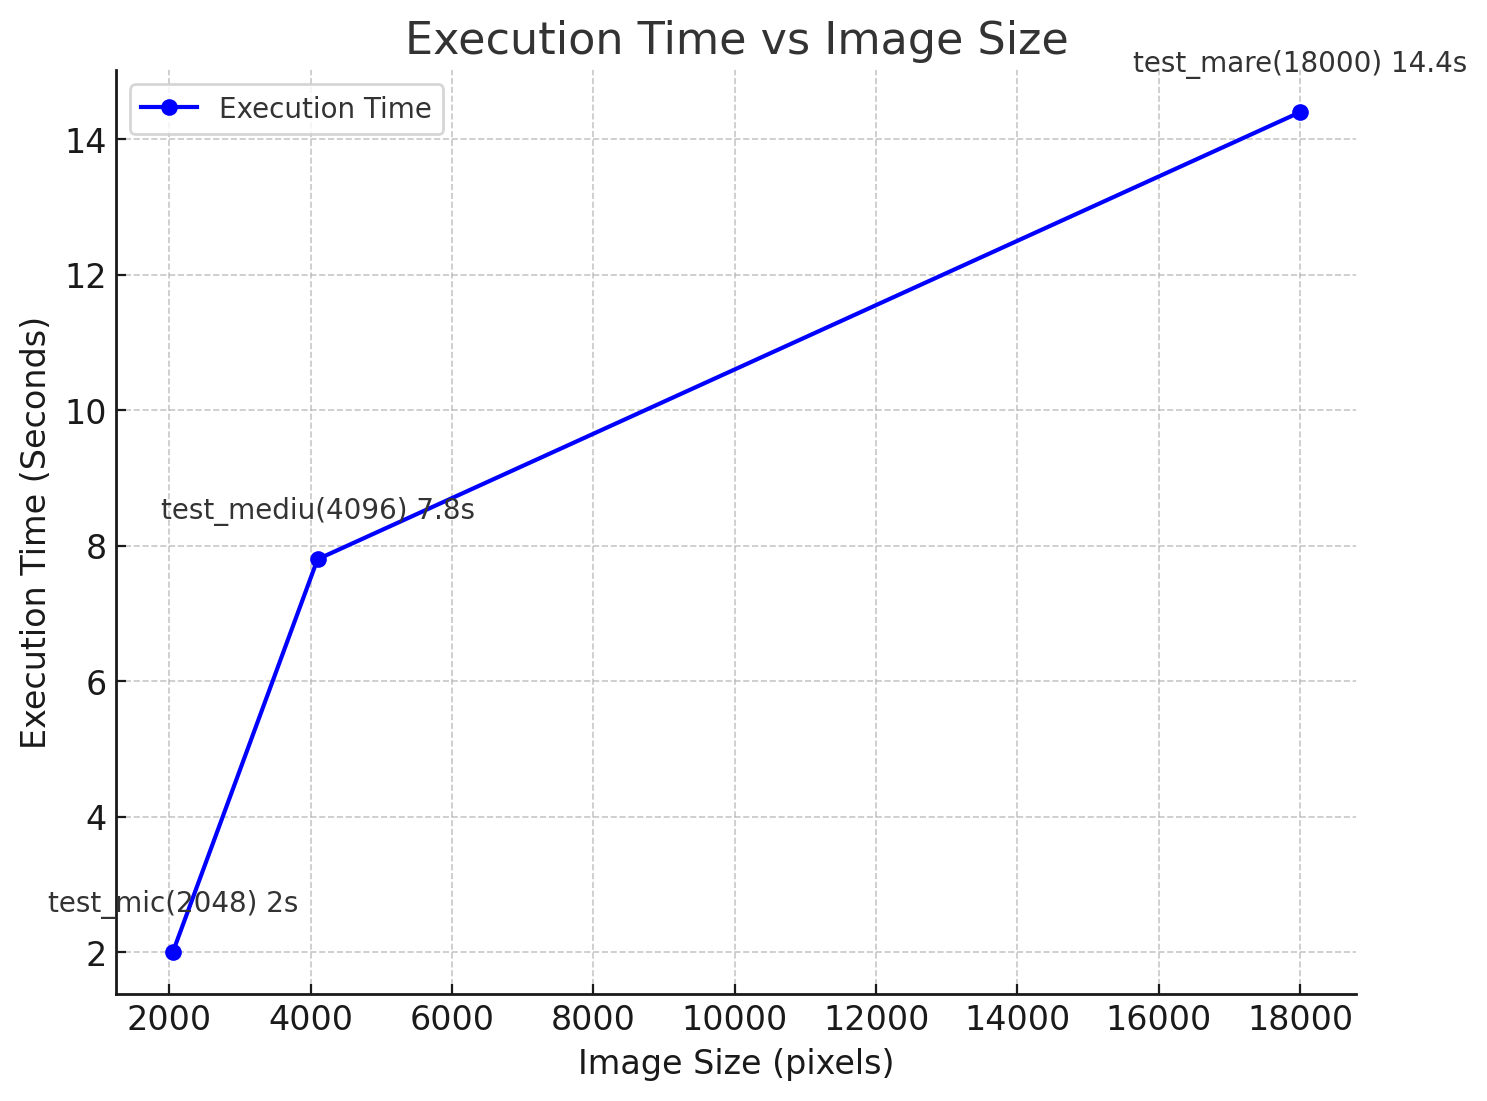 Execution Time vs Image Size
test_mare(18000) 14.4s
Execution Time
14
12
10
test_mediu(4096) 7.8s
8
6
4
test_mic(2048) 2s
2
Execution Time (Seconds)
2000 4000 6000 8000 10000 12000 14000 16000 18000
Image Size (pixels)